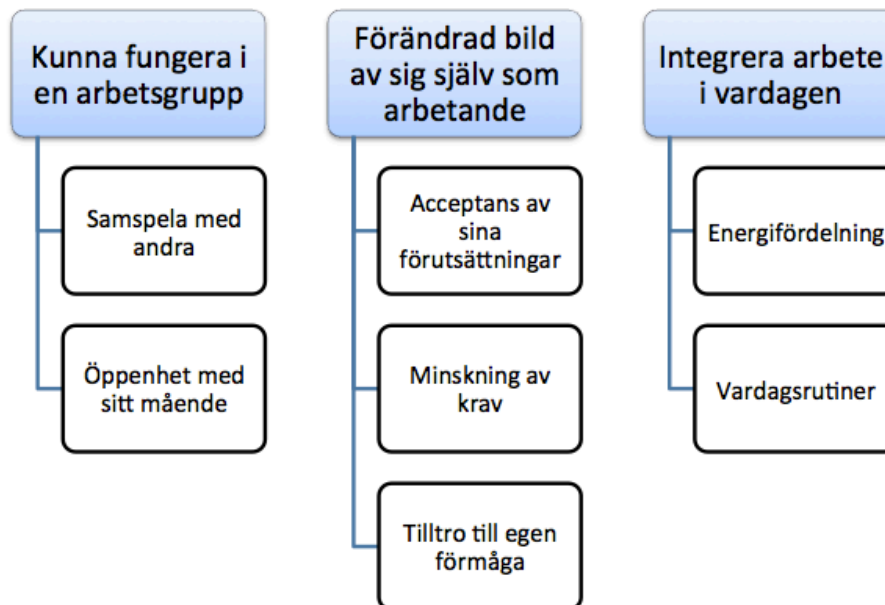 Kunna fungera i
en arbetsgrupp
Samspela med
andra
Öppenhet med
sitt mående
Förändrad bild
av sig själv som
arbetande
Acceptans av
sina
förutsättningar
Minskning av
krav
Tilltro till egen
förmåga
Integrera arbete
i vardagen
Energifördelning
Vardagsrutiner